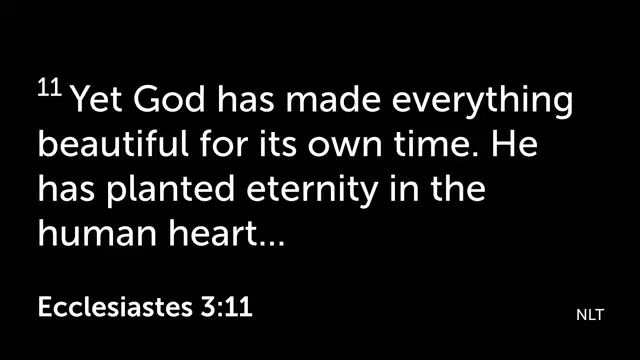 11 Yet God has made everything
beautiful for its own time. He
has planted eternity in the
human heart...
Ecclesiastes 3:11
NLT